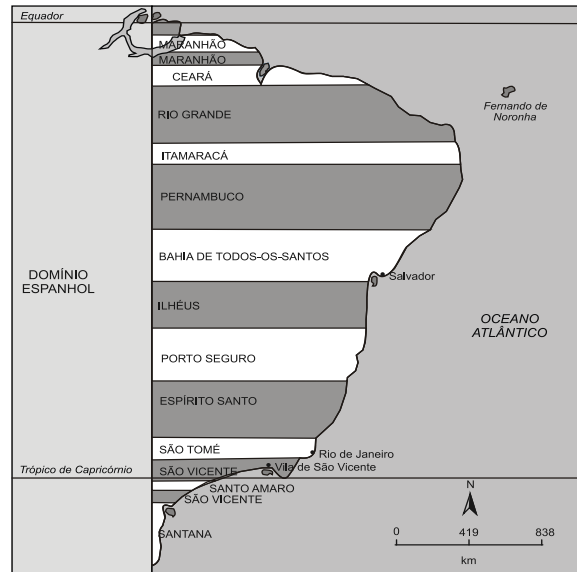 Equador
MARANHÃO
MARANHÃO
CEARÁ
RIO GRANDE
Fernando de
Noronha
ITAMARACÁ
PERNAMBUCO
BAHIA DE TODOS-OS-SANTOS
Salvador
DOMÍNIO
ESPANHOL
ILHÉUS
OCEANO
ATLÂNTICO
PORTO SEGURO
ESPÍRITO SANTO
SÃO TOMÉ
Rio de Janeiro
Trópico de Capricórnio
SÃO VICENTE
Vila de São Vicente
SANTO AMARO
SÃO VICENTE
SANTANA
N
0 419 838
km